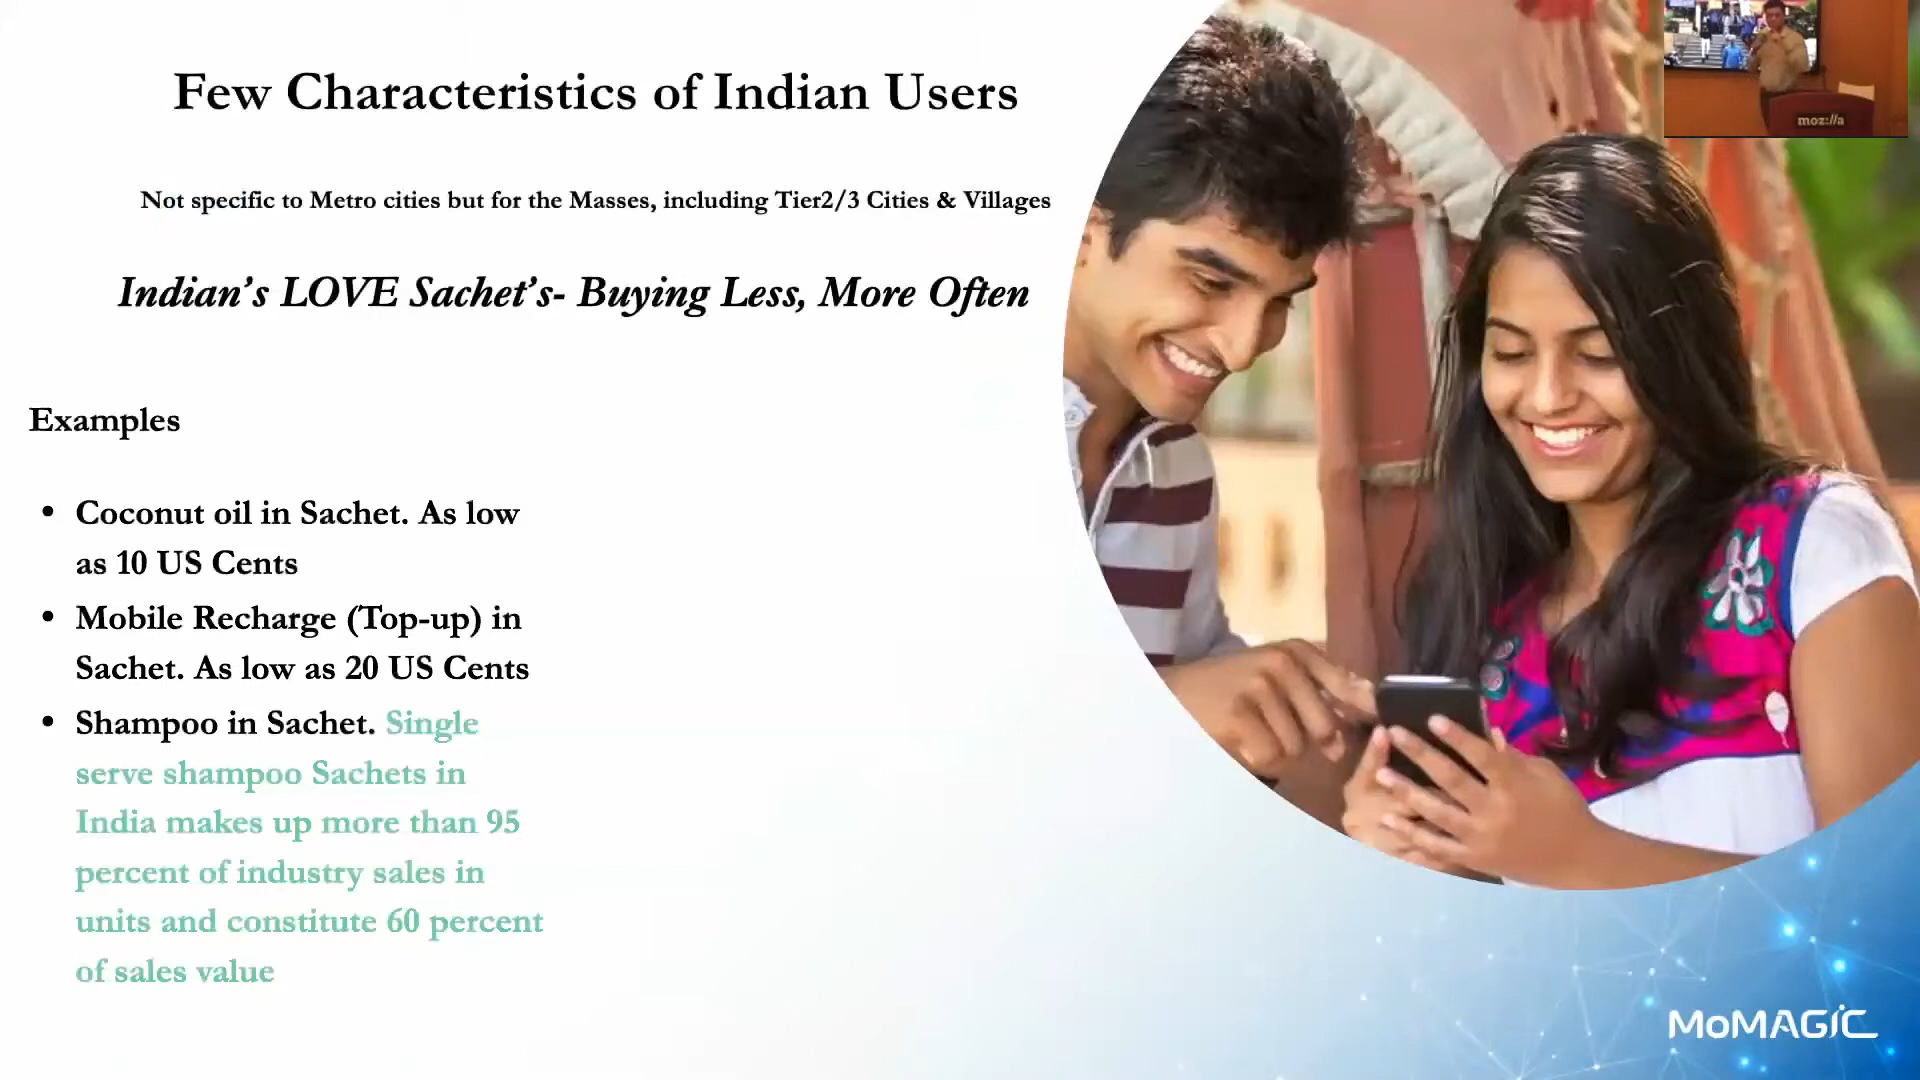 Few Characteristics of Indian Users
Not specific to Metro cities but for the Masses, including Tier2/3 Cities & Villages
Indian's LOVE Sachet's- Buying Less, More Often
Examples
• Coconut oil in Sachet. As low
as 10 US Cents
• Mobile Recharge (Top-up) in
Sachet. As low as 20 US Cents
• Shampoo in Sachet. Single
serve shampoo Sachets in
India makes up more than 95
percent of industry sales in
units and constitute 60 percent
of sales value
moz://a
MoMAGIC